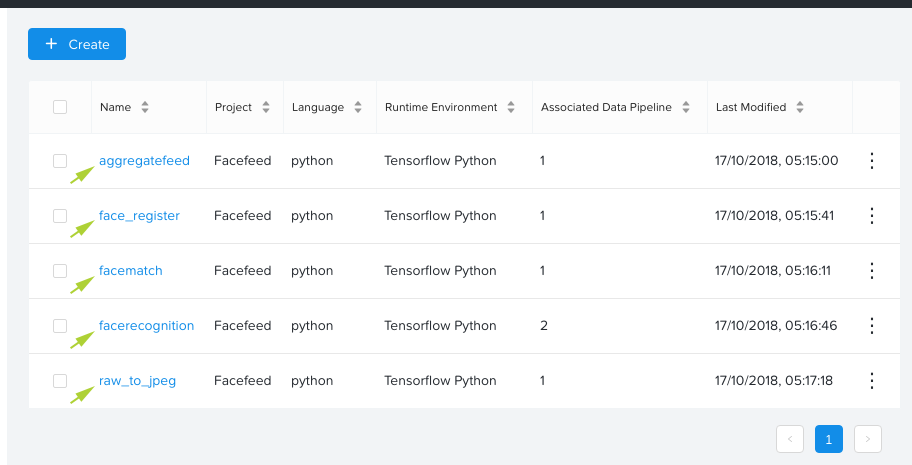 + Create
Name Project Language Runtime Environment Associated Data Pipeline Last Modified
aggregatefeed Facefeed python Tensorflow Python 1 17/10/2018, 05:15:00
face_register Facefeed python Tensorflow Python 1 17/10/2018, 05:15:41
facematch Facefeed python Tensorflow Python 1 17/10/2018, 05:16:11
facerecognition Facefeed python Tensorflow Python 2 17/10/2018, 05:16:46
raw_to_jpeg Facefeed python Tensorflow Python 1 17/10/2018, 05:17:18
< 1 >